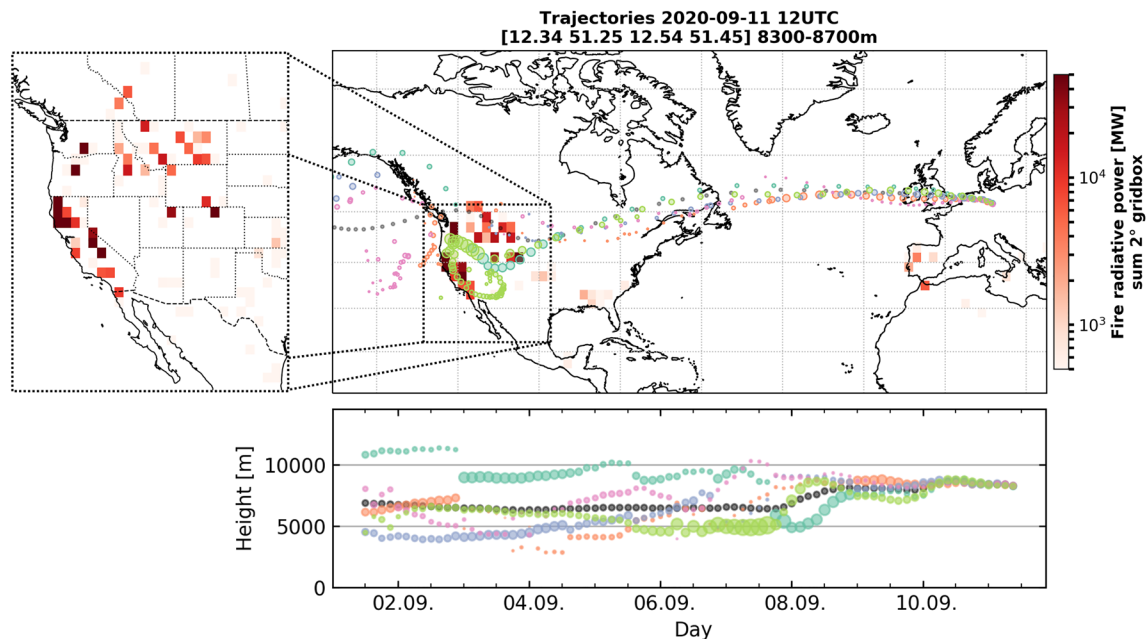 Trajectories 2020-09-11 12UTC
[12.34 51.25 12.54 51.45] 8300-8700m
10⁴
10³
Fire radiative power [MW]
sum 2° gridbox
Height [m]
10000
5000
0
02.09.
04.09.
06.09.
08.09.
10.09.
Day